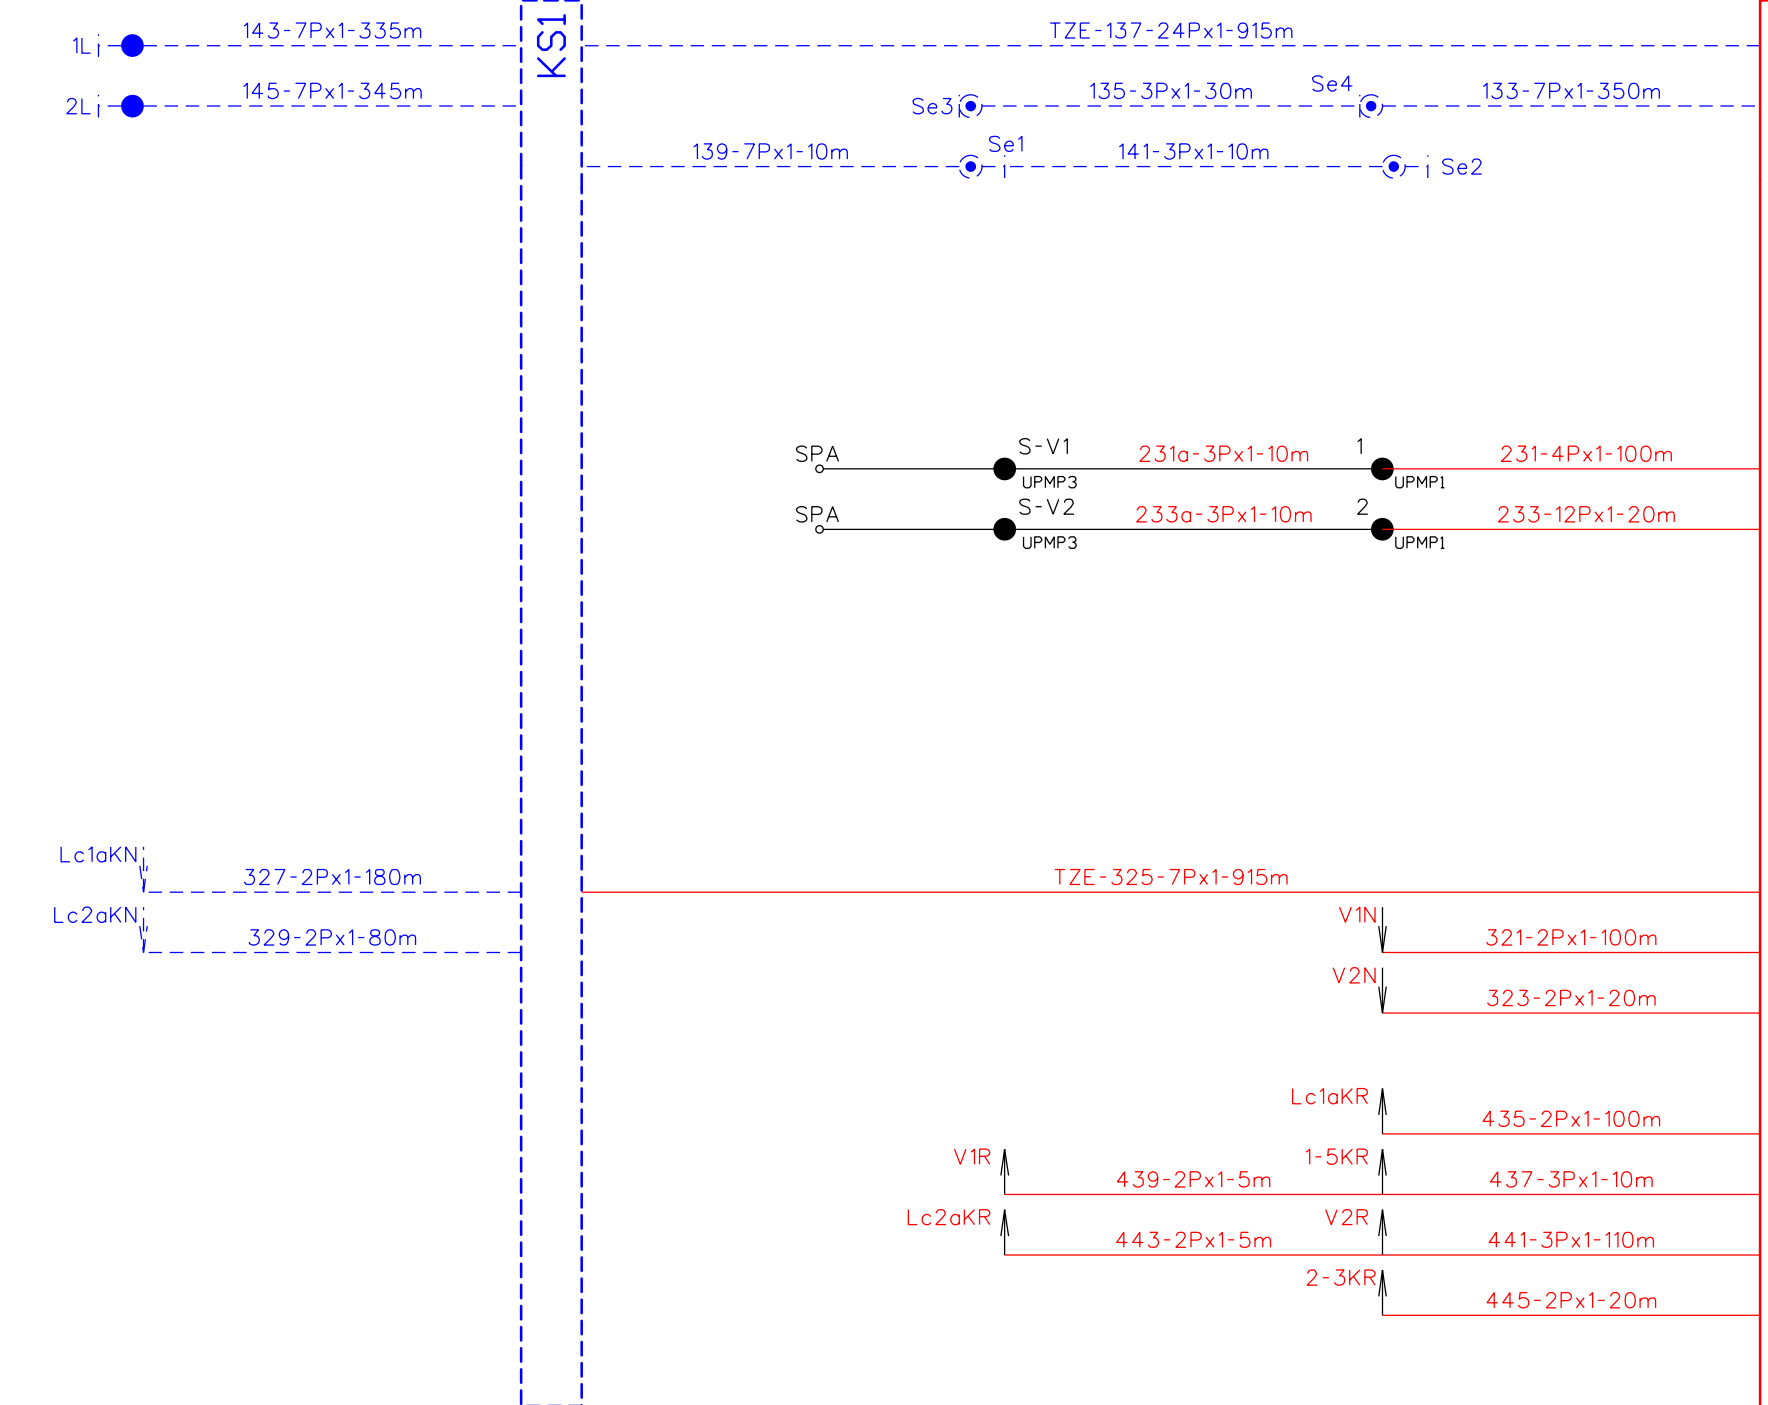 KS1
1Lj
143-7Px1-335m
TZE-137-24Px1-915m
2Lj
145-7Px1-345m
Se3
135-3Px1-30m
Se4
133-7Px1-350m
139-7Px1-10m
Se1
141-3Px1-10m
Se2
SPA
S-V1
UPMP3
231a-3Px1-10m
1
UPMP1
231-4Px1-100m
SPA
S-V2
UPMP3
233a-3Px1-10m
2
UPMP1
233-12Px1-20m
Lc1aKN
327-2Px1-180m
TZE-325-7Px1-915m
Lc2aKN
329-2Px1-80m
V1N
321-2Px1-100m
V2N
323-2Px1-20m
Lc1aKR
435-2Px1-100m
V1R
439-2Px1-5m
1-5KR
437-3Px1-10m
Lc2aKR
443-2Px1-5m
V2R
441-3Px1-110m
2-3KR
445-2Px1-20m